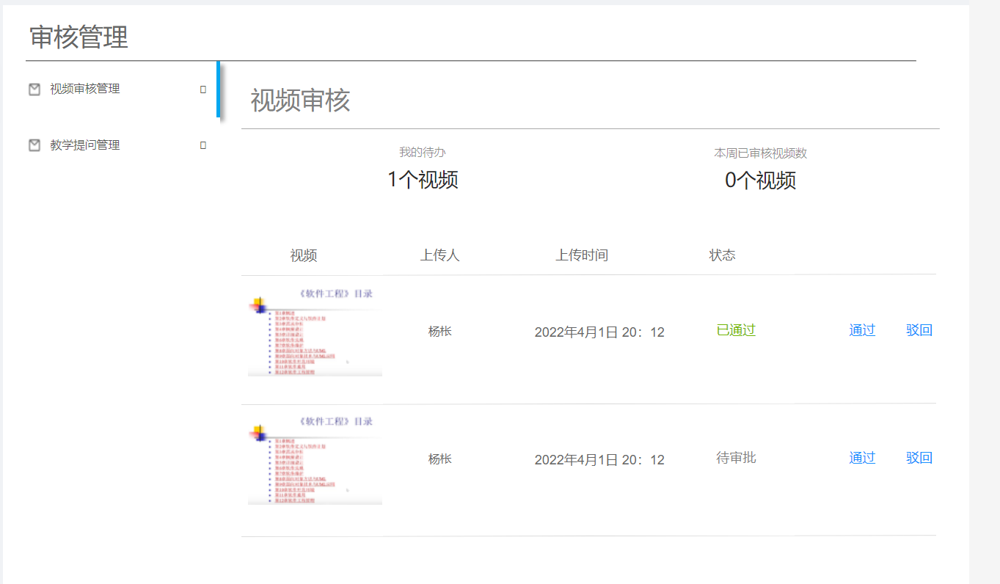 审核管理
视频审核管理
教学提问管理
视频审核
我的待办
1个视频
本周已审核视频数
0个视频
视频 上传人 上传时间 状态
《软件工程》目录
杨枨 2022年4月1日 20：12 已通过 通过 驳回
《软件工程》目录
杨枨 2022年4月1日 20：12 待审批 通过 驳回